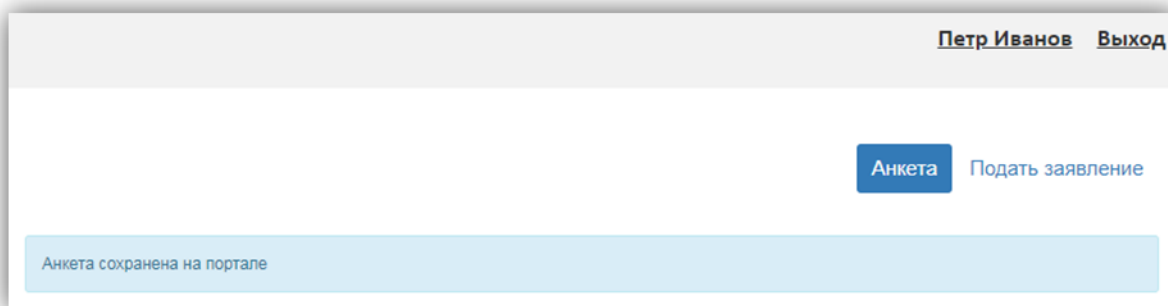 Петр Иванов Выход
Анкета Подать заявление
Анкета сохранена на портале